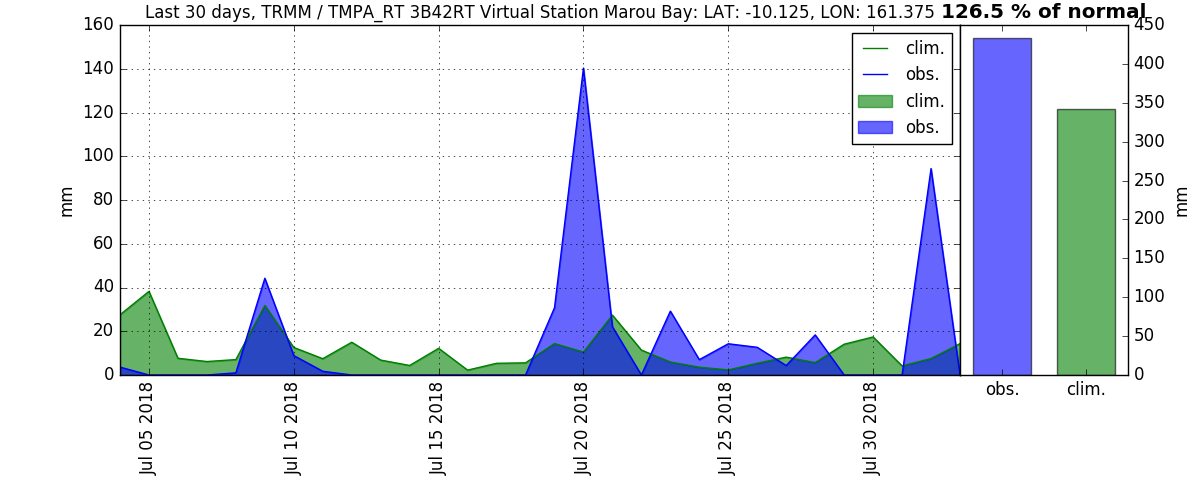 Last 30 days, TRMM / TMPA_RT 3B42RT Virtual Station Marou Bay: LAT: -10.125, LON: 161.375 126.5 % of normal
160
140
120
100
80
60
40
20
0
mm
clim.
obs.
clim.
obs.
450
400
350
300
250
200
150
100
50
0
mm
Jul 05 2018
Jul 10 2018
Jul 15 2018
Jul 20 2018
Jul 25 2018
Jul 30 2018
obs.
clim.